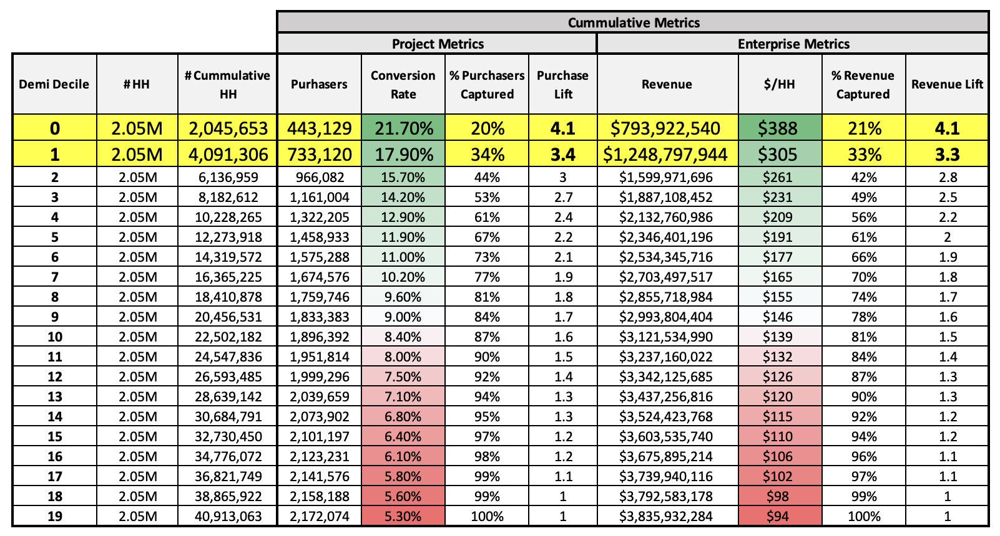 Cummulative Metrics
Project Metrics Enterprise Metrics
Demi Decile # HH # Cummulative HH Purhasers Conversion Rate % Purchasers Captured Purchase Lift Revenue $/HH % Revenue Captured Revenue Lift
0 2.05M 2,045,653 443,129 21.70% 20% 4.1 $793,922,540 $388 21% 4.1
1 2.05M 4,091,306 733,120 17.90% 34% 3.4 $1,248,797,944 $305 33% 3.3
2 2.05M 6,136,959 966,082 15.70% 44% 3 $1,599,971,696 $261 42% 2.8
3 2.05M 8,182,612 1,161,004 14.20% 53% 2.7 $1,887,108,452 $231 49% 2.5
4 2.05M 10,228,265 1,322,205 12.90% 61% 2.4 $2,132,760,986 $209 56% 2.2
5 2.05M 12,273,918 1,458,933 11.90% 67% 2.2 $2,346,401,196 $191 61% 2
6 2.05M 14,319,572 1,575,288 11.00% 73% 2.1 $2,534,345,716 $177 66% 1.9
7 2.05M 16,365,225 1,674,576 10.20% 77% 1.9 $2,703,497,517 $165 70% 1.8
8 2.05M 18,410,878 1,759,746 9.60% 81% 1.8 $2,855,718,984 $155 74% 1.7
9 2.05M 20,456,531 1,833,383 9.00% 84% 1.7 $2,993,804,404 $146 78% 1.6
10 2.05M 22,502,182 1,896,392 8.40% 87% 1.6 $3,121,534,990 $139 81% 1.5
11 2.05M 24,547,836 1,951,814 8.00% 90% 1.5 $3,237,160,022 $132 84% 1.4
12 2.05M 26,593,485 1,999,296 7.50% 92% 1.4 $3,342,125,685 $126 87% 1.3
13 2.05M 28,639,142 2,039,659 7.10% 94% 1.3 $3,437,256,816 $120 90% 1.3
14 2.05M 30,684,791 2,073,902 6.80% 95% 1.3 $3,524,423,768 $115 92% 1.2
15 2.05M 32,730,450 2,101,197 6.40% 97% 1.2 $3,603,535,740 $110 94% 1.2
16 2.05M 34,776,072 2,123,231 6.10% 98% 1.2 $3,675,895,214 $106 96% 1.1
17 2.05M 36,821,749 2,141,576 5.80% 99% 1.1 $3,739,940,116 $102 97% 1.1
18 2.05M 38,865,922 2,158,188 5.60% 99% 1 $3,792,583,178 $98 99% 1
19 2.05M 40,913,063 2,172,074 5.30% 100% 1 $3,835,932,284 $94 100% 1